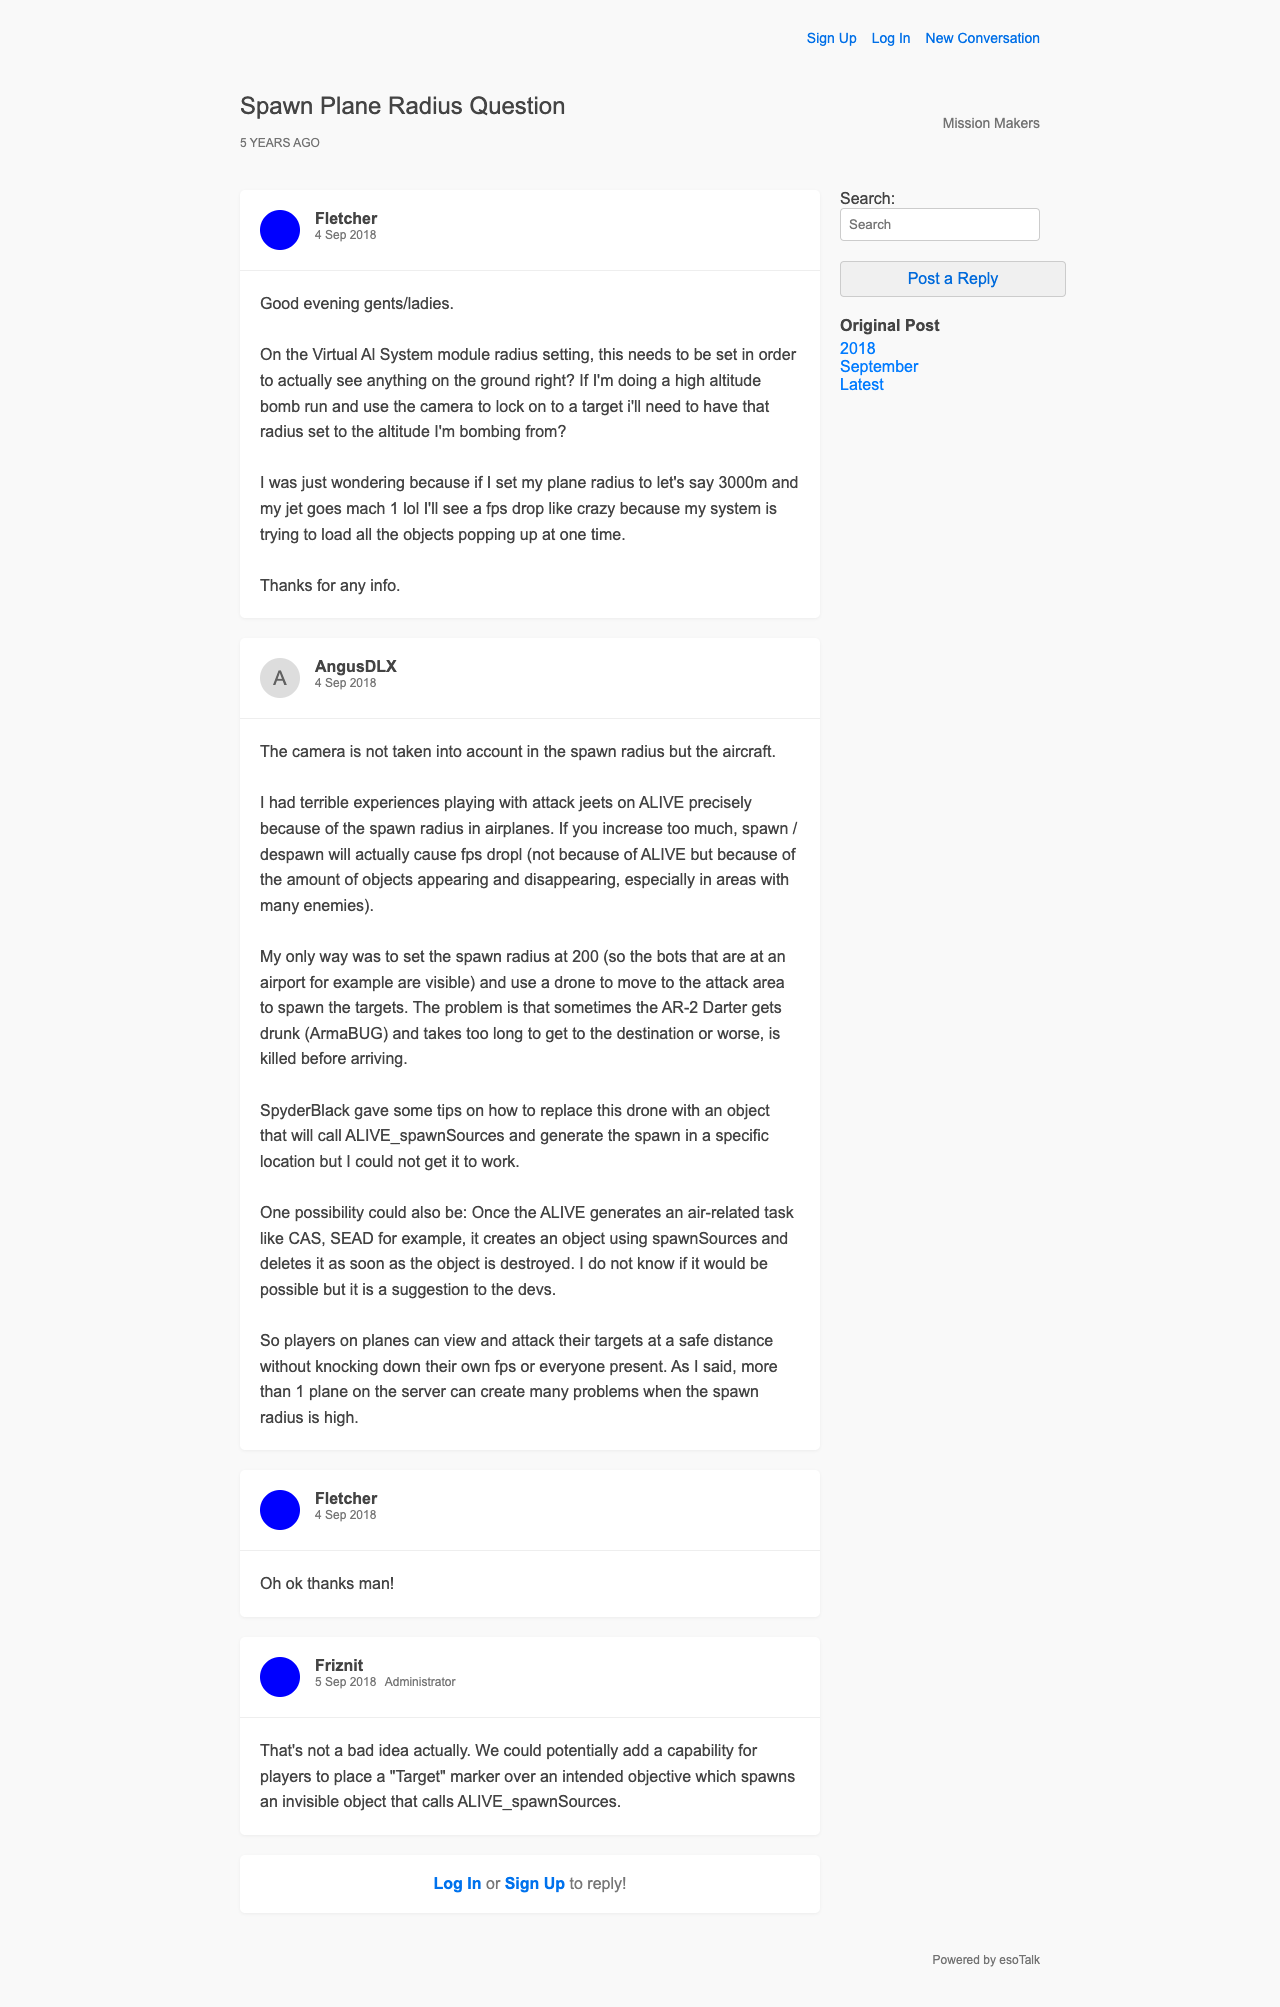 Sign Up Log In New Conversation
Spawn Plane Radius Question
Mission Makers
5 YEARS AGO
Fletcher
4 Sep 2018
Good evening gents/ladies.
On the Virtual AI System module radius setting, this needs to be set in order
to actually see anything on the ground right? If I'm doing a high altitude
bomb run and use the camera to lock on to a target i'll need to have that
radius set to the altitude I'm bombing from?
I was just wondering because if I set my plane radius to let's say 3000m and
my jet goes mach 1 lol I'll see a fps drop like crazy because my system is
trying to load all the objects popping up at one time.
Thanks for any info.
A
AngusDLX
4 Sep 2018
The camera is not taken into account in the spawn radius but the aircraft.
I had terrible experiences playing with attack jeets on ALIVE precisely
because of the spawn radius in airplanes. If you increase too much, spawn /
despawn will actually cause fps dropl (not because of ALIVE but because of
the amount of objects appearing and disappearing, especially in areas with
many enemies).
My only way was to set the spawn radius at 200 (so the bots that are at an
airport for example are visible) and use a drone to move to the attack area
to spawn the targets. The problem is that sometimes the AR-2 Darter gets
drunk (ArmaBUG) and takes too long to get to the destination or worse, is
killed before arriving.
SpyderBlack gave some tips on how to replace this drone with an object
that will call ALIVE_spawnSources and generate the spawn in a specific
location but I could not get it to work.
One possibility could also be: Once the ALIVE generates an air-related task
like CAS, SEAD for example, it creates an object using spawnSources and
deletes it as soon as the object is destroyed. I do not know if it would be
possible but it is a suggestion to the devs.
So players on planes can view and attack their targets at a safe distance
without knocking down their own fps or everyone present. As I said, more
than 1 plane on the server can create many problems when the spawn
radius is high.
Fletcher
4 Sep 2018
Oh ok thanks man!
Friznit
5 Sep 2018 Administrator
That's not a bad idea actually. We could potentially add a capability for
players to place a "Target" marker over an intended objective which spawns
an invisible object that calls ALIVE_spawnSources.
Log In or Sign Up to reply!
Search:
Search
Post a Reply
Original Post
2018
September
Latest
Powered by esoTalk